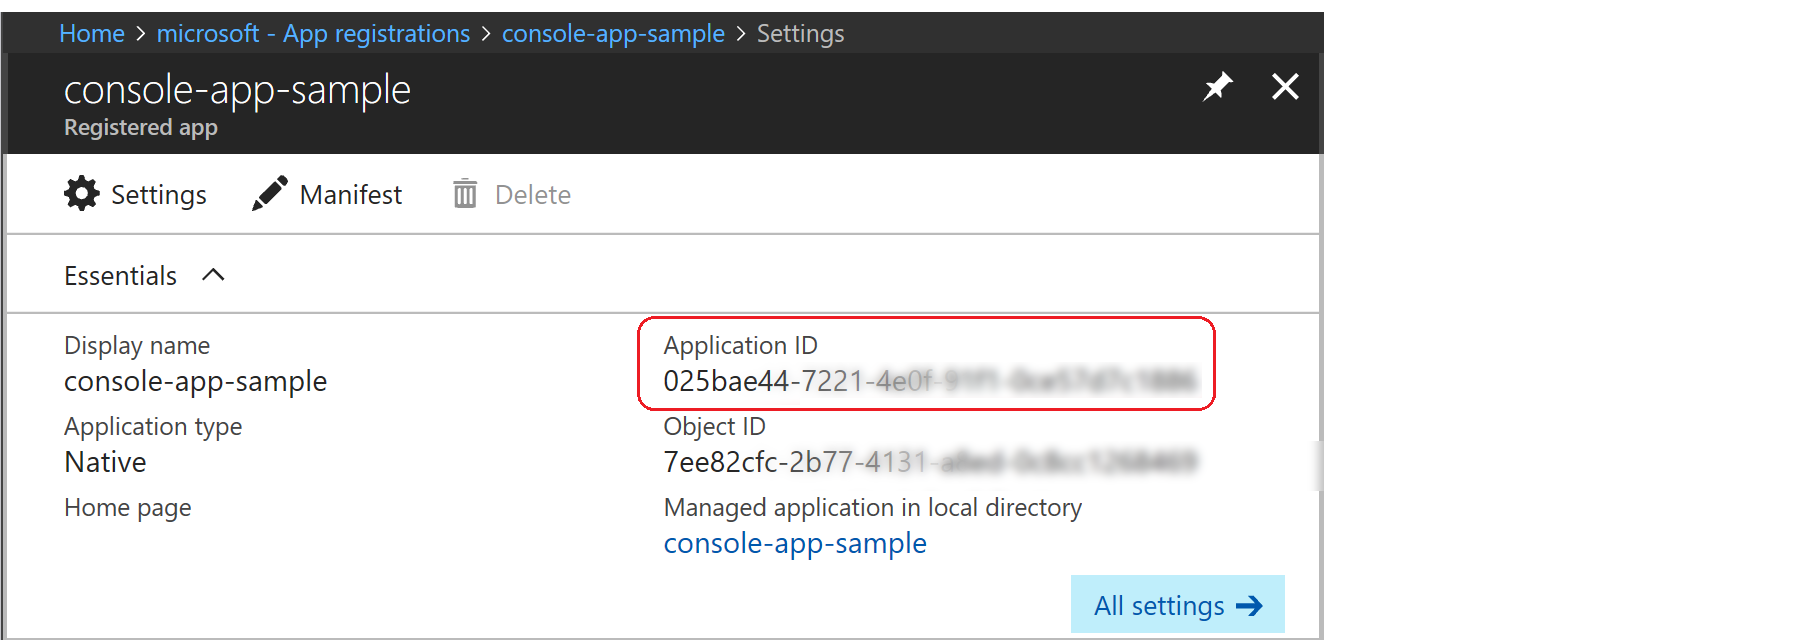 Home > microsoft - App registrations > console-app-sample > Settings
console-app-sample
Registered app
Settings Manifest Delete
Essentials
Display name
console-app-sample
Application type
Native
Home page
Application ID
025bae44-7221-4e0f-
Object ID
7ee82cfc-2b77-4131-
Managed application in local directory
console-app-sample
All settings